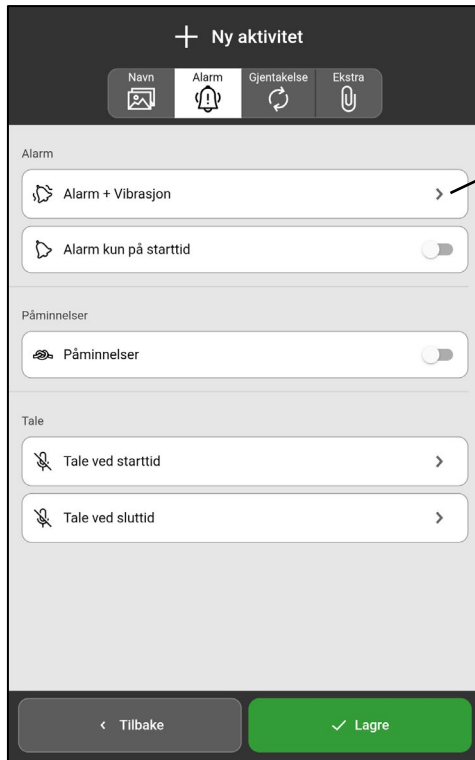 Ny aktivitet
Navn
Alarm
Gjentakelse
Ekstra
Alarm
Alarm + Vibrasjon
Alarm kun på starttid
Påminnelser
Påminnelser
Tale
Tale ved starttid
Tale ved sluttid
Tilbake
Lagre